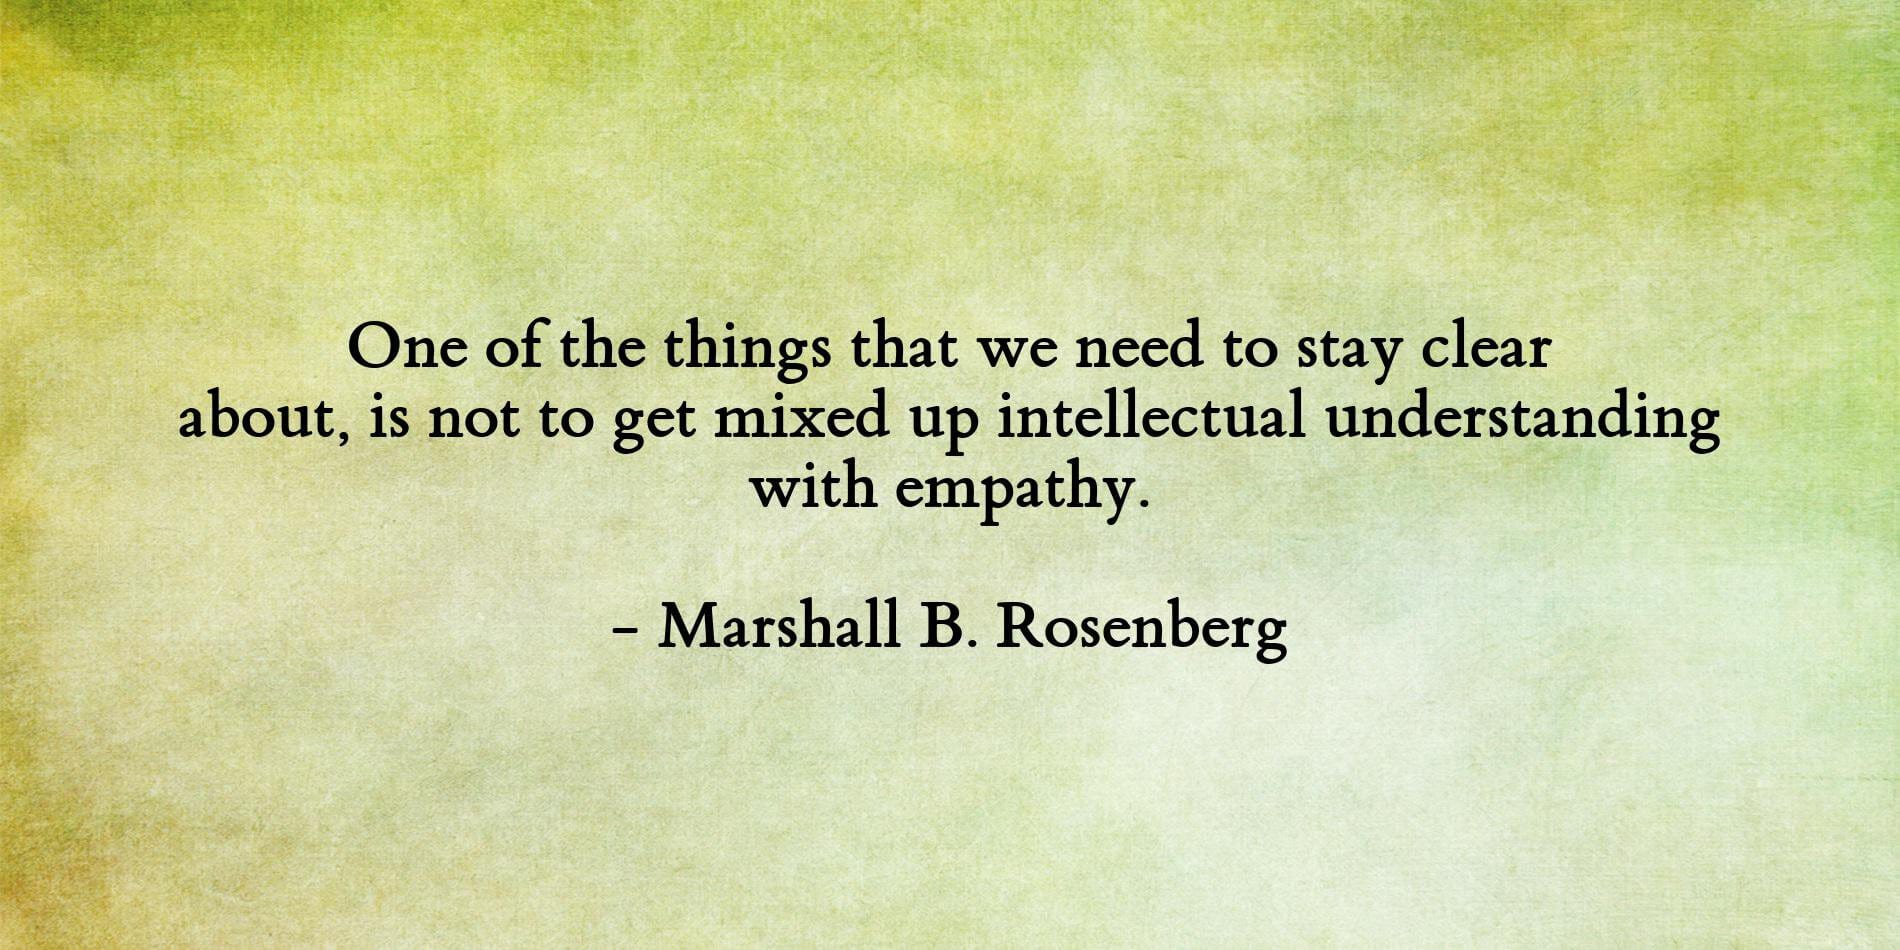 One of the things that we need to stay clear
about, is not to get mixed up intellectual understanding
with empathy.
- Marshall B. Rosenberg